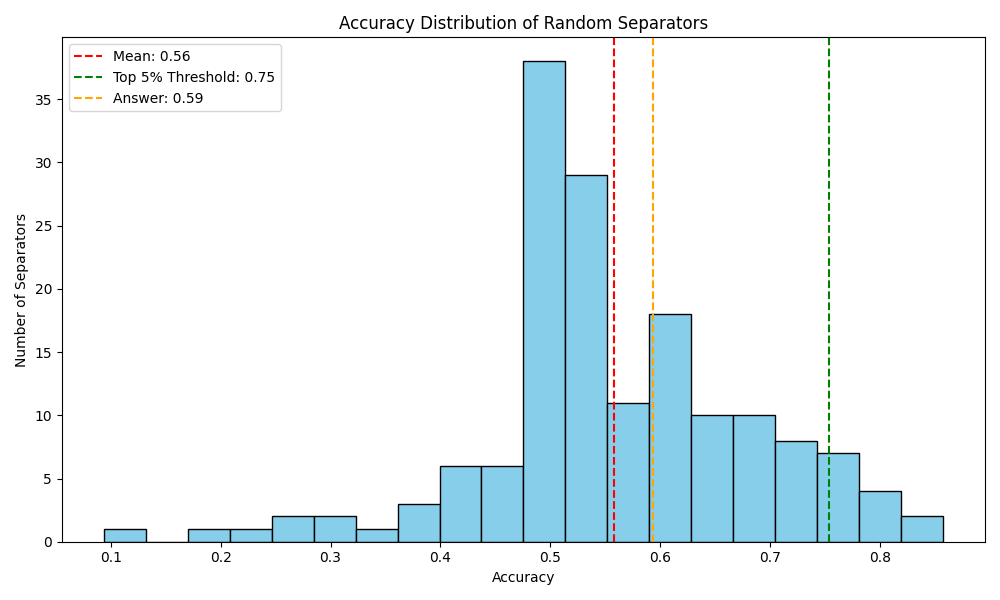 Accuracy Distribution of Random Separators
Mean: 0.56
Top 5% Threshold: 0.75
Answer: 0.59
Number of Separators
35
30
25
20
15
10
5
0
0.1 0.2 0.3 0.4 0.5 0.6 0.7 0.8
Accuracy